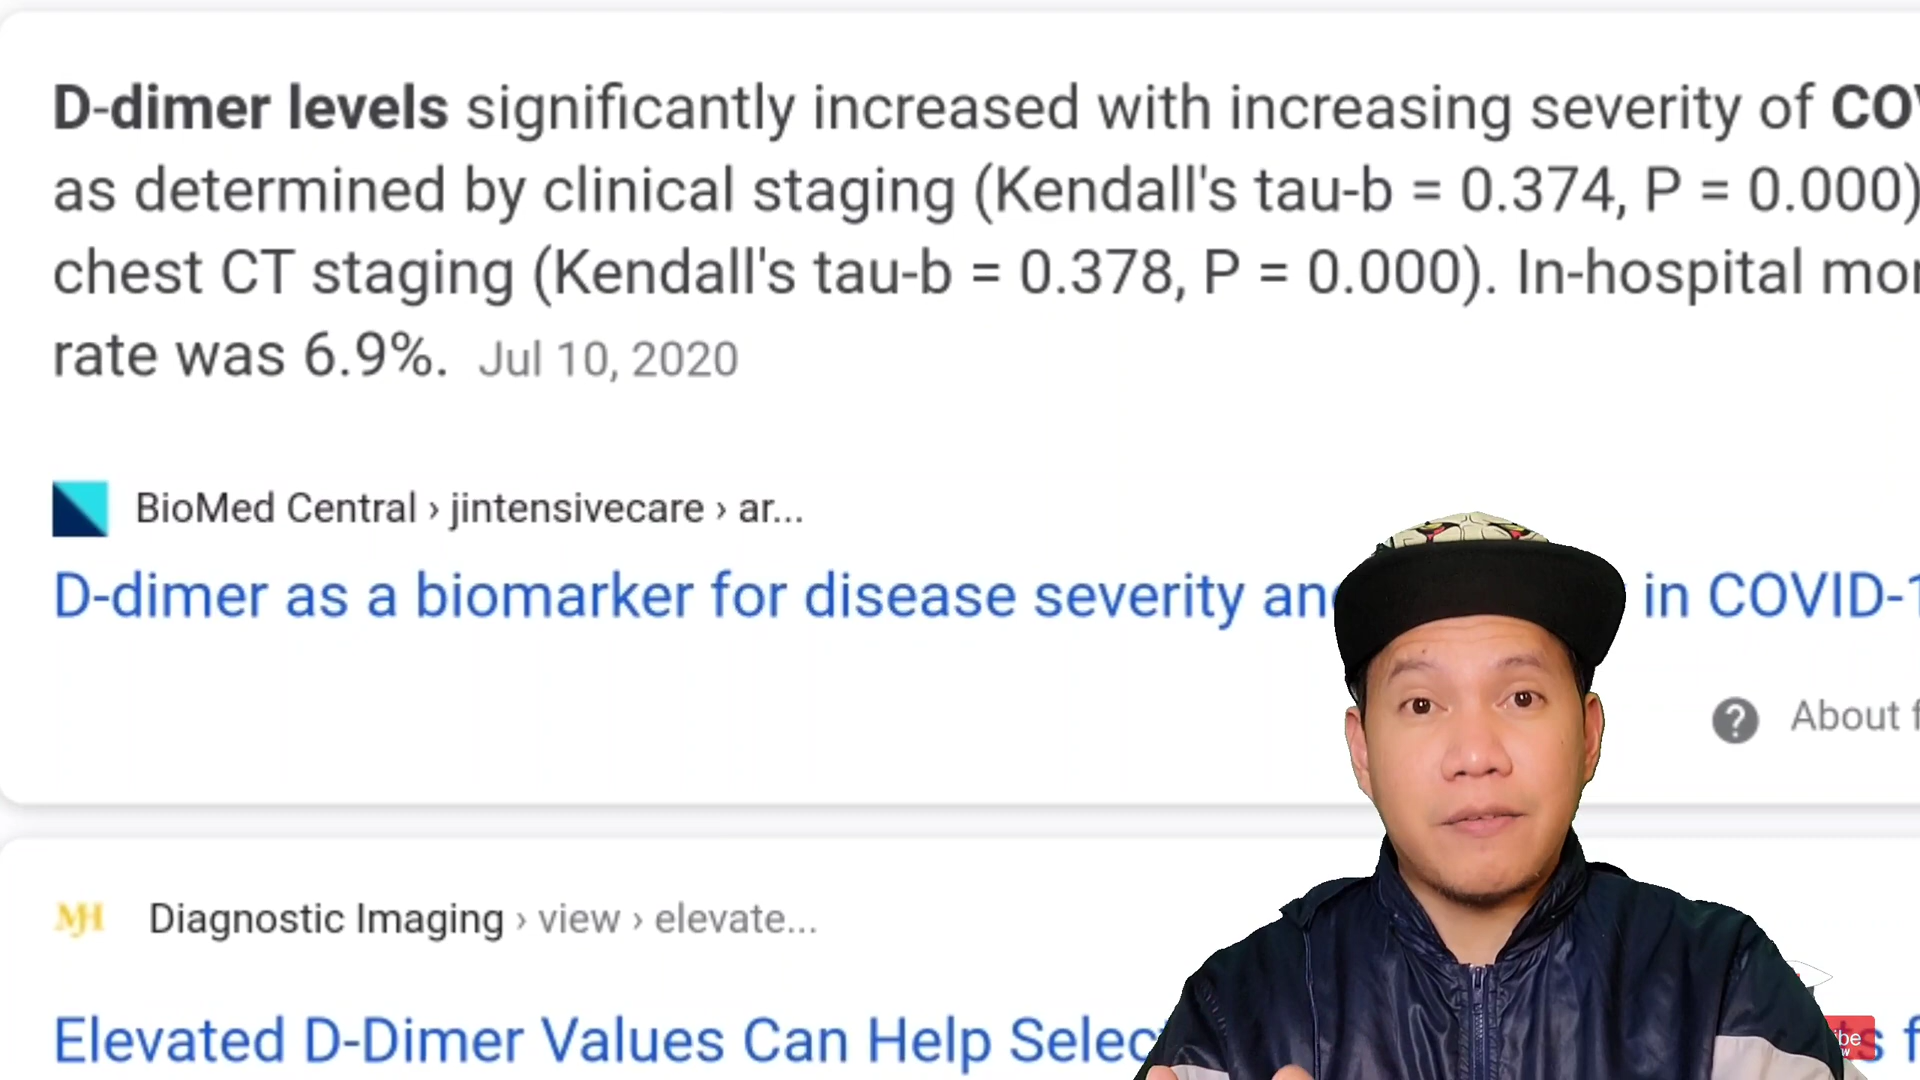 D-dimer levels significantly increased with increasing severity of
as determined by clinical staging (Kendall's tau-b = 0.374, P = 0.000)
chest CT staging (Kendall's tau-b = 0.378, P = 0.000). In-hospital
rate was 6.9%. Jul 10, 2020
BioMed Central › jintensivecare › ar...
D-dimer as a biomarker for disease severity in COVID-1
About
MJH Diagnostic Imaging › view › elevate...
Elevated D-Dimer Values Can Help